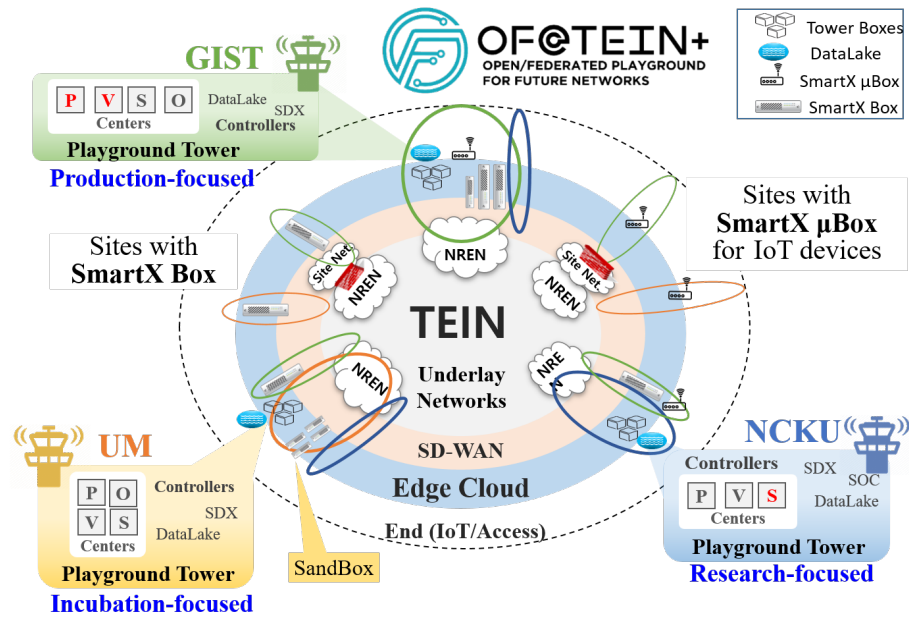 OF@TEIN+
OPEN/FEDERATED PLAYGROUND
FOR FUTURE NETWORKS
Tower Boxes
DataLake
SmartX μBox
SmartX Box
GIST
P V S O
Centers
DataLake
SDX
Controllers
Playground Tower
Production-focused
Sites with
SmartX Box
Sites with
SmartX μBox
for IoT devices
NREN
Site Net.
NREN
Site Net.
NREN
TEIN
Underlay
Networks
NREN
NRE
N
SD-WAN
Edge Cloud
End (IoT/Access)
UM
P O
V S
Centers
Controllers
SDX
DataLake
Playground Tower
Incubation-focused
SandBox
NCKU
Controllers
P V S
Centers
SDX
SOC
DataLake
Playground Tower
Research-focused